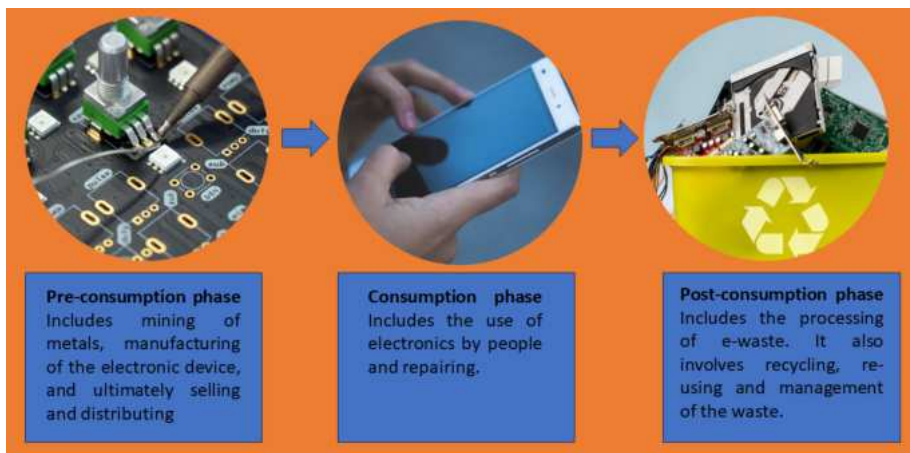 Pre-consumption phase
Includes mining of
metals, manufacturing
of the electronic device,
and ultimately selling
and distributing
Consumption phase
Includes the use of
electronics by people
and repairing.
Post-consumption phase
Includes the processing
of e-waste. It also
involves recycling, re-
using and management
of the waste.